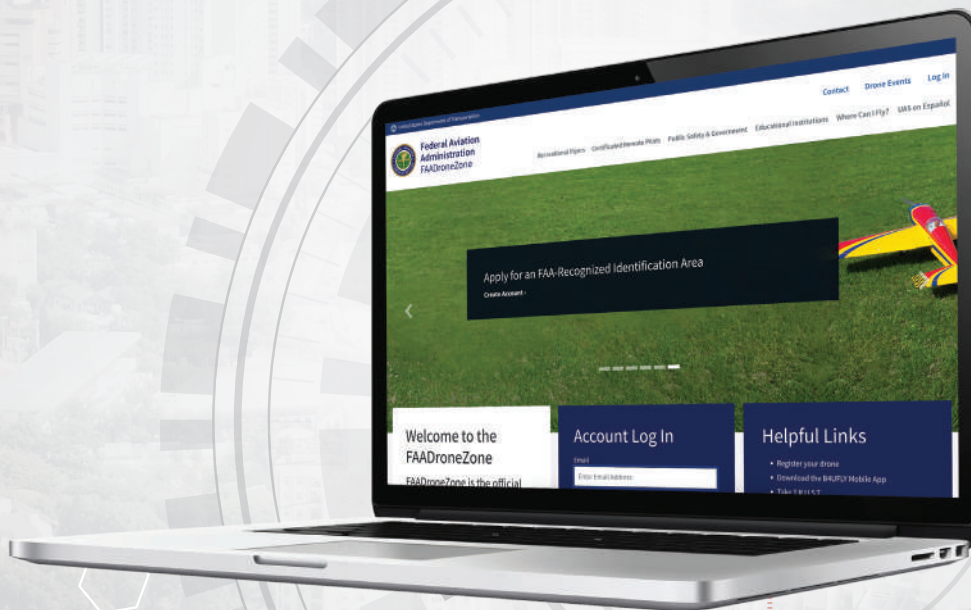 United States Department of Transportation
Contact Drone Events Log in
Federal Aviation
Administration
FAADroneZone
Recreational Flyers Certificated Remote Pilots Public Safety & Government Educational Institutions Where Can I Fly? UAS en Español
Apply for an FAA-Recognized Identification Area
Create Account ›
Welcome to the
FAADroneZone
FAADroneZone is the official
Account Log In
Email
Enter Email Address
Helpful Links
• Register your drone
• Download the B4UFLY Mobile App
• Take T.R.U.S.T